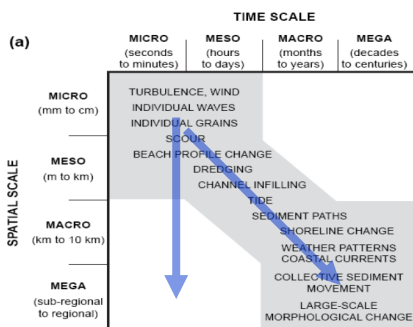 TIME SCALE
(a)
MICRO
(seconds
to minutes)
MESO
(hours
to days)
MACRO
(months
to years)
MEGA
(decades
to centuries)
SPATIAL SCALE
MICRO
(mm to cm)
MESO
(m to km)
MACRO
(km to 10 km)
MEGA
(sub-regional
to regional)
TURBULENCE, WIND
INDIVIDUAL WAVES
INDIVIDUAL GRAINS
SCOUR
BEACH PROFILE CHANGE
DREDGING
CHANNEL INFILLING
TIDE
SEDIMENT PATHS
SHORELINE CHANGE
WEATHER PATTERNS
COASTAL CURRENTS
COLLECTIVE SEDIMENT
MOVEMENT
LARGE-SCALE
MORPHOLOGICAL CHANGE